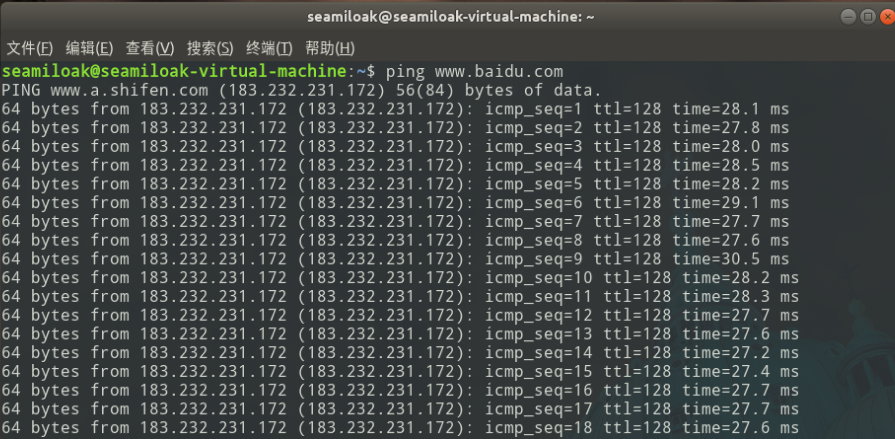 seamiloak@seamiloak-virtual-machine: ~
文件(F) 编辑(E) 查看(V) 搜索(S) 终端(T) 帮助(H)
seamiloak@seamiloak-virtual-machine:~$ ping www.baidu.com
PING www.a.shifen.com (183.232.231.172) 56(84) bytes of data.
64 bytes from 183.232.231.172 (183.232.231.172): icmp_seq=1 ttl=128 time=28.1 ms
64 bytes from 183.232.231.172 (183.232.231.172): icmp_seq=2 ttl=128 time=27.8 ms
64 bytes from 183.232.231.172 (183.232.231.172): icmp_seq=3 ttl=128 time=28.0 ms
64 bytes from 183.232.231.172 (183.232.231.172): icmp_seq=4 ttl=128 time=28.5 ms
64 bytes from 183.232.231.172 (183.232.231.172): icmp_seq=5 ttl=128 time=28.2 ms
64 bytes from 183.232.231.172 (183.232.231.172): icmp_seq=6 ttl=128 time=29.1 ms
64 bytes from 183.232.231.172 (183.232.231.172): icmp_seq=7 ttl=128 time=27.7 ms
64 bytes from 183.232.231.172 (183.232.231.172): icmp_seq=8 ttl=128 time=27.6 ms
64 bytes from 183.232.231.172 (183.232.231.172): icmp_seq=9 ttl=128 time=30.5 ms
64 bytes from 183.232.231.172 (183.232.231.172): icmp_seq=10 ttl=128 time=28.2 ms
64 bytes from 183.232.231.172 (183.232.231.172): icmp_seq=11 ttl=128 time=28.3 ms
64 bytes from 183.232.231.172 (183.232.231.172): icmp_seq=12 ttl=128 time=27.7 ms
64 bytes from 183.232.231.172 (183.232.231.172): icmp_seq=13 ttl=128 time=27.6 ms
64 bytes from 183.232.231.172 (183.232.231.172): icmp_seq=14 ttl=128 time=27.2 ms
64 bytes from 183.232.231.172 (183.232.231.172): icmp_seq=15 ttl=128 time=27.4 ms
64 bytes from 183.232.231.172 (183.232.231.172): icmp_seq=16 ttl=128 time=27.7 ms
64 bytes from 183.232.231.172 (183.232.231.172): icmp_seq=17 ttl=128 time=27.7 ms
64 bytes from 183.232.231.172 (183.232.231.172): icmp_seq=18 ttl=128 time=27.6 ms